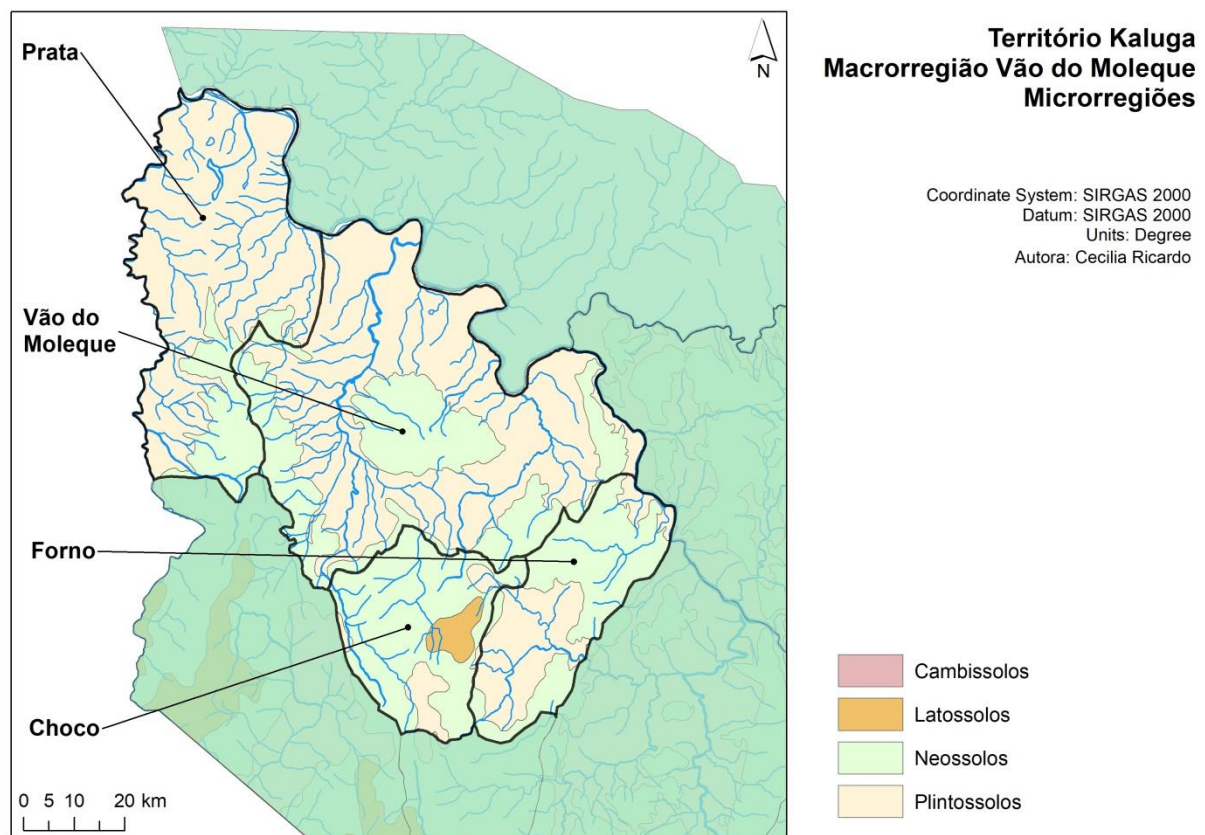 Território Kaluga
Macrorregião Vão do Moleque
Microrregiões
Coordinate System: SIRGAS 2000
Datum: SIRGAS 2000
Units: Degree
Autora: Cecilia Ricardo
N
Prata
Vão do
Moleque
Forno
Choco
0 5 10 20 km
Cambissolos
Latossolos
Neossolos
Plintossolos